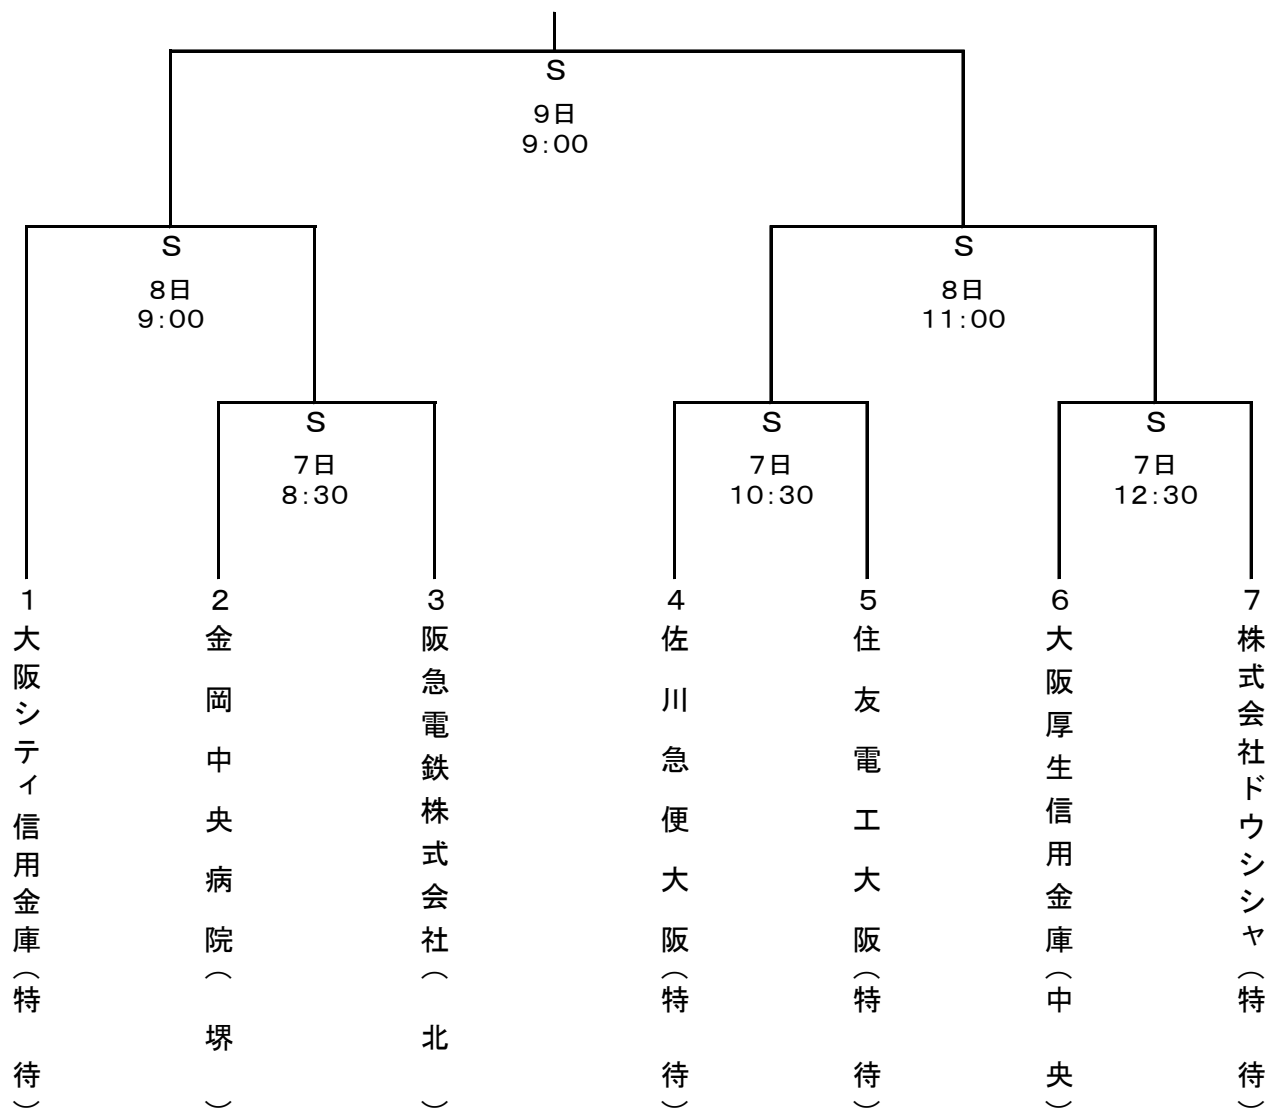 S
9日
9:00
S
8日
9:00
S
8日
11:00
S
7日
8:30
S
7日
10:30
S
7日
12:30
1
大阪シティ信用金庫(特待)
2
金岡中央病院(堺)
3
阪急電鉄株式会社(北)
4
佐川急便大阪(特待)
5
住友電工大阪(特待)
6
大阪厚生信用金庫(中央)
7
株式会社ドウシシャ(特待)